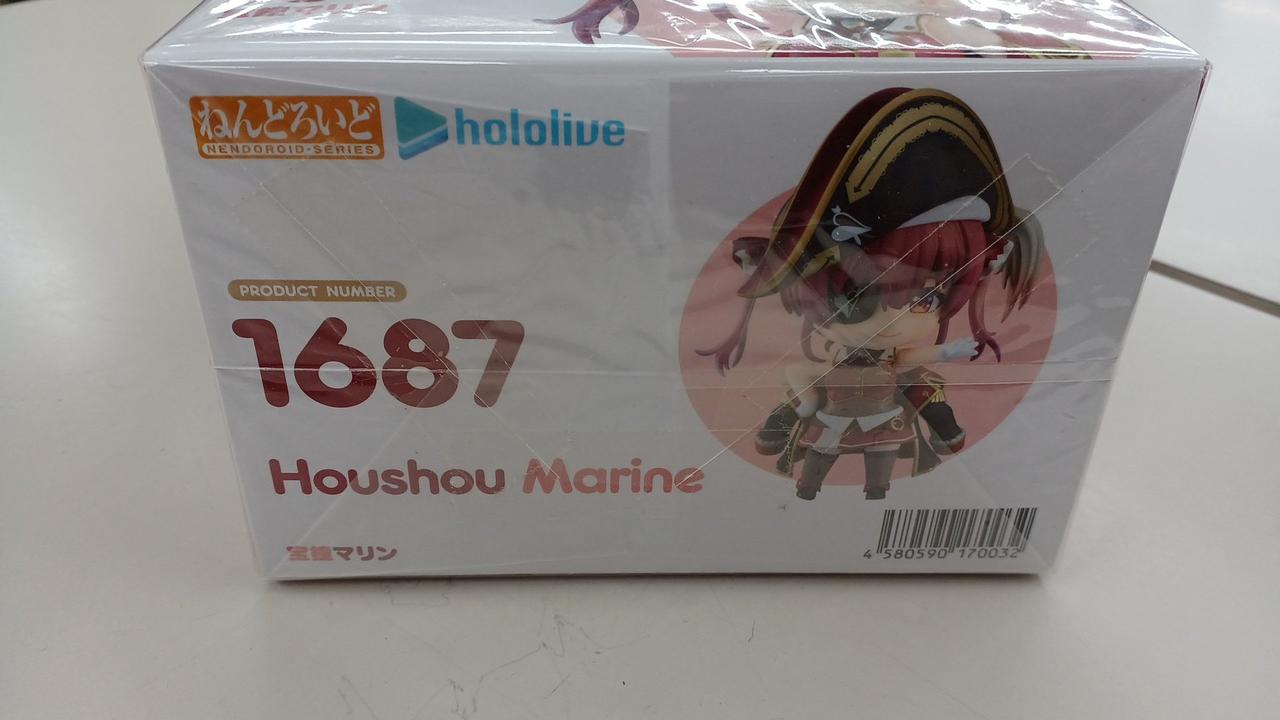 ねんどろいど
NENDOROID・SERIES
hololive
PRODUCT NUMBER
1687
Houshou Marine
宝鐘マリン
4 580590 170032